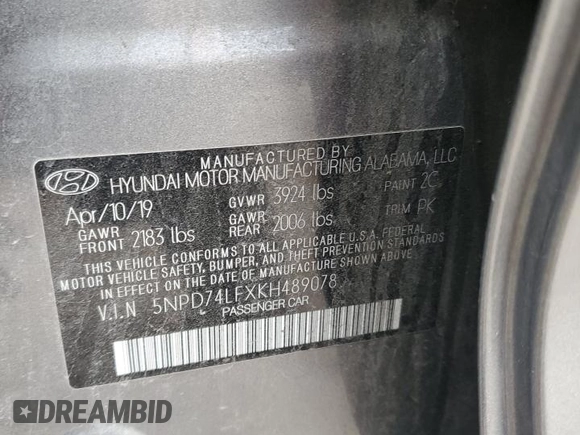 MANUFACTURED BY
HYUNDAI MOTOR MANUFACTURING ALABAMA, LLC
Apr/10/19 GVWR 3924 lbs PAINT 2C
GAWR FRONT 2183 lbs GAWR REAR 2006 lbs TRIM PK
THIS VEHICLE CONFORMS TO ALL APPLICABLE U.S.A. FEDERAL
MOTOR VEHICLE SAFETY, BUMPER, AND THEFT PREVENTION STANDARDS
IN EFFECT ON THE DATE OF MANUFACTURE SHOWN ABOVE.
V.I.N 5NPD74LFXKH489078
PASSENGER CAR
DREAMBID